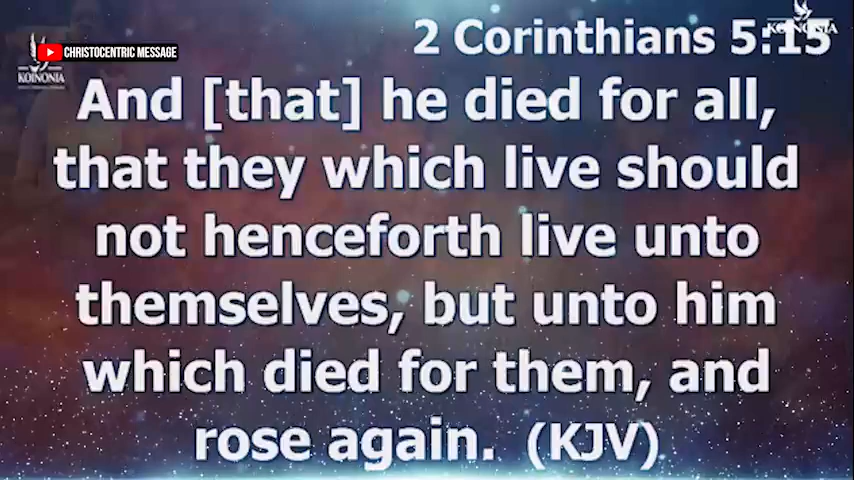 CHRISTOCENTRIC MESSAGE
2 Corinthians 5:15
KOINONIA
KOINONIA
And [that] he died for all,
that they which live should
not henceforth live unto
themselves, but unto him
which died for them, and
rose again. (KJV)